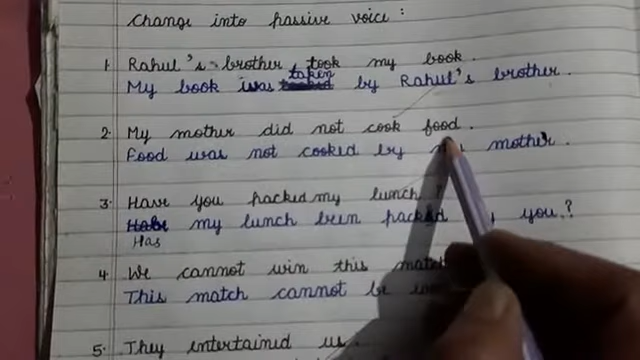 Change into passive voice :
1. Rahul's brother took my book.
taken
My book was by Rahul's brother.
2. My mother did not cook food.
Food was not cooked by mother.
3. Have you packed my lunch ?
my lunch been packed you?
Has
4. We cannot win this match
This match cannot be
5. They entertained us.